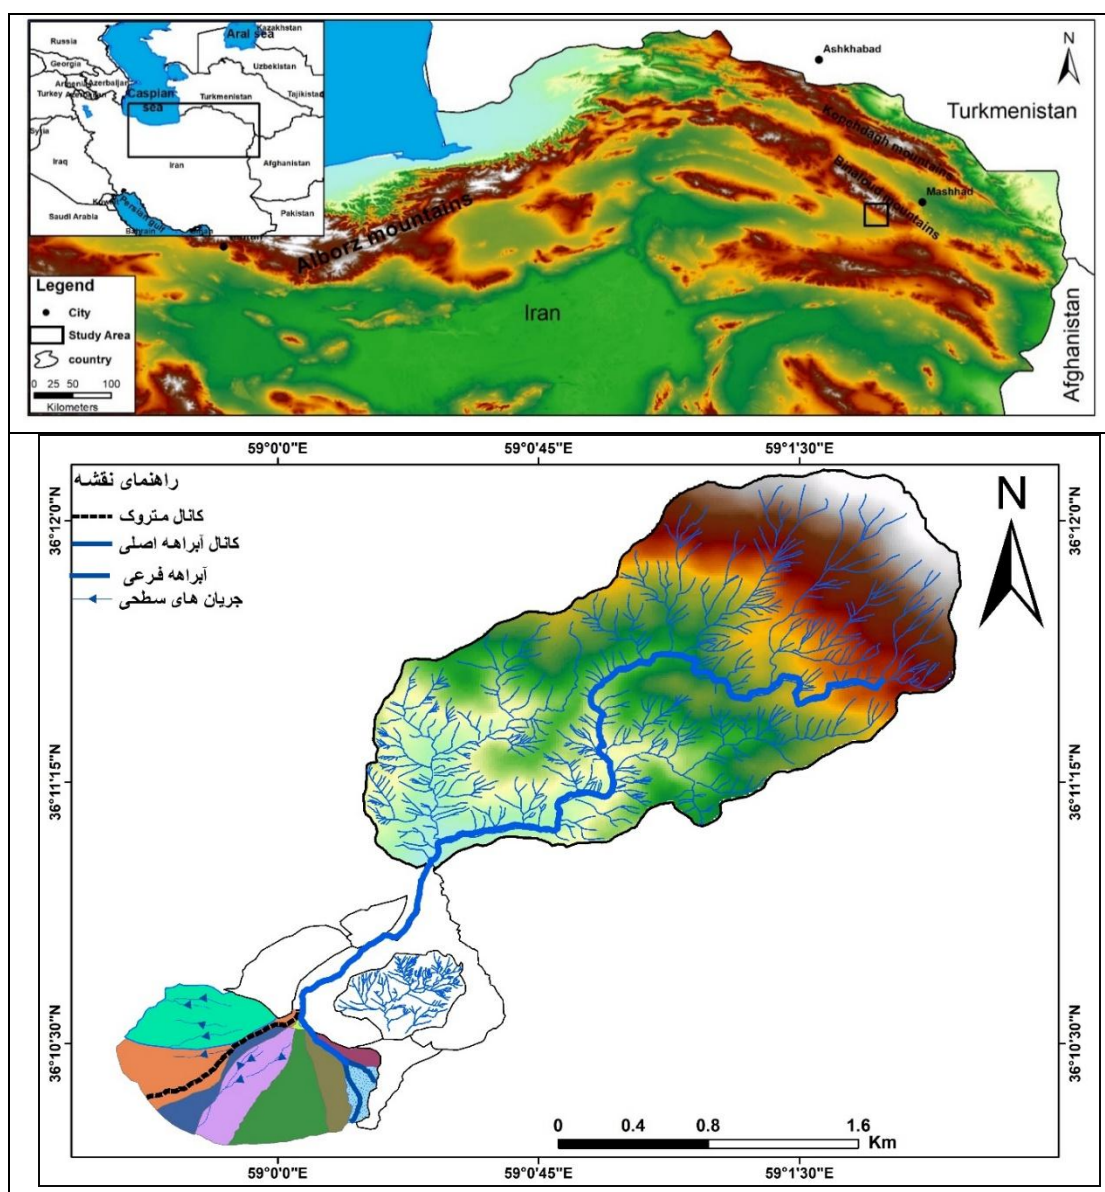 Kazakhstan
Aral sea
Russia
Georgia
Uzbekistan
Armenia
Azerbaijan
Turkey
Azerbaijan
Caspian
sea
Turkmenistan
Tajikistan
Syria
Iraq
Iran
Afghanistan
Kuwait
Persian gulf
Saudi Arabia
Bahrain
Pakistan
Ashkhabad
N
Turkmenistan
Kopehdagh mountains
Binaloud mountains
Mashhad
Alborz mountains
Iran
Afghanistan
Legend
City
Study Area
country
0 25 50 100
Kilometers
59°0'0"E 59°0'45"E 59°1'30"E
راهنمای نقشه
کانال متروک
کانال آبراهه اصلی
آبراهه فرعی
جریان های سطحی
N
36°12'0"N 36°12'0"N
36°11'15"N 36°11'15"N
36°10'30"N 36°10'30"N
0 0.4 0.8 1.6
Km
59°0'0"E 59°0'45"E 59°1'30"E